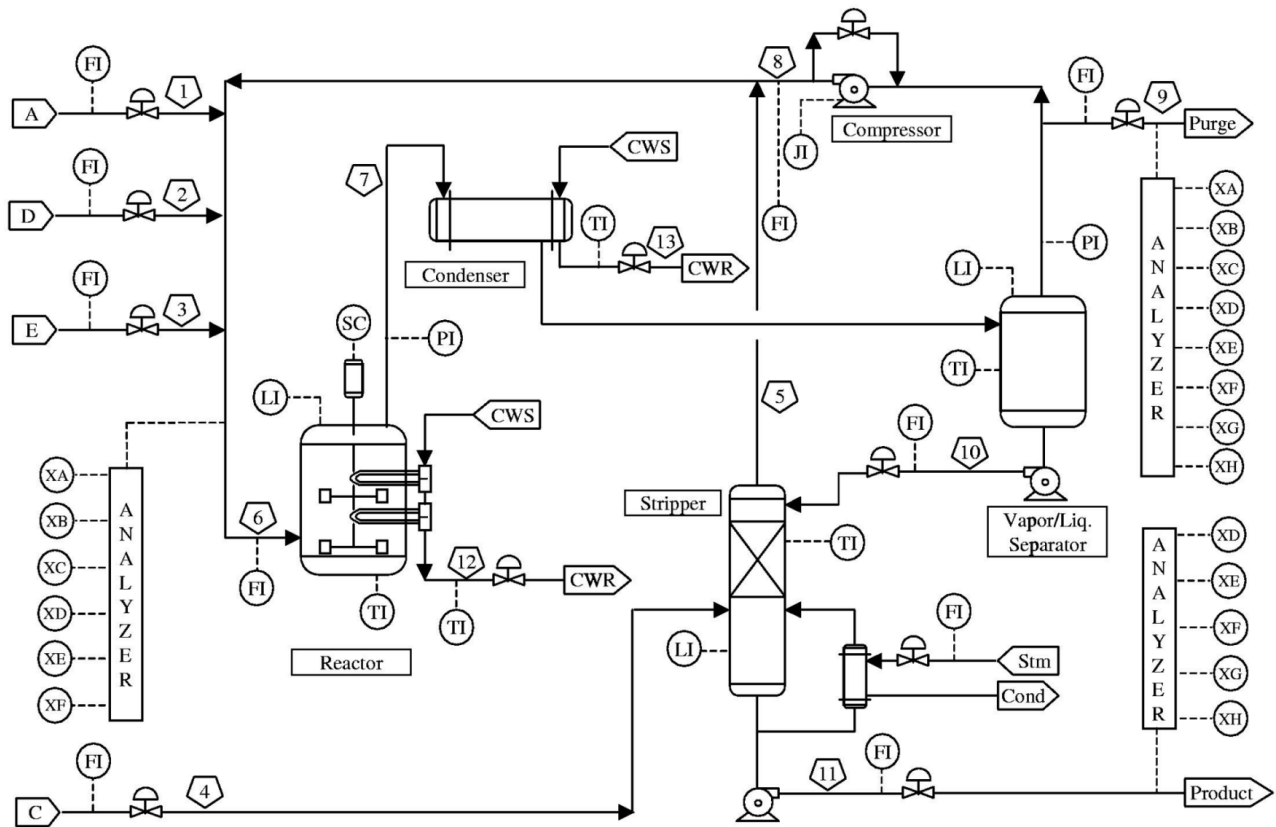 FI
1
A
FI
2
D
FI
3
E
8
Compressor
JI
FI
FI
9
Purge
7
CWS
TI
13
CWR
Condenser
PI
LI
TI
XA
XB
XC
XD
XE
XF
XG
XH
ANALYZER
SC
PI
LI
CWS
5
FI
10
Vapor/Liq.
Separator
XA
XB
XC
XD
XE
XF
ANALYZER
6
FI
TI
12
TI
CWR
Reactor
Stripper
TI
LI
FI
Stm
Cond
XD
XE
XF
XG
XH
ANALYZER
FI
4
C
11
FI
Product